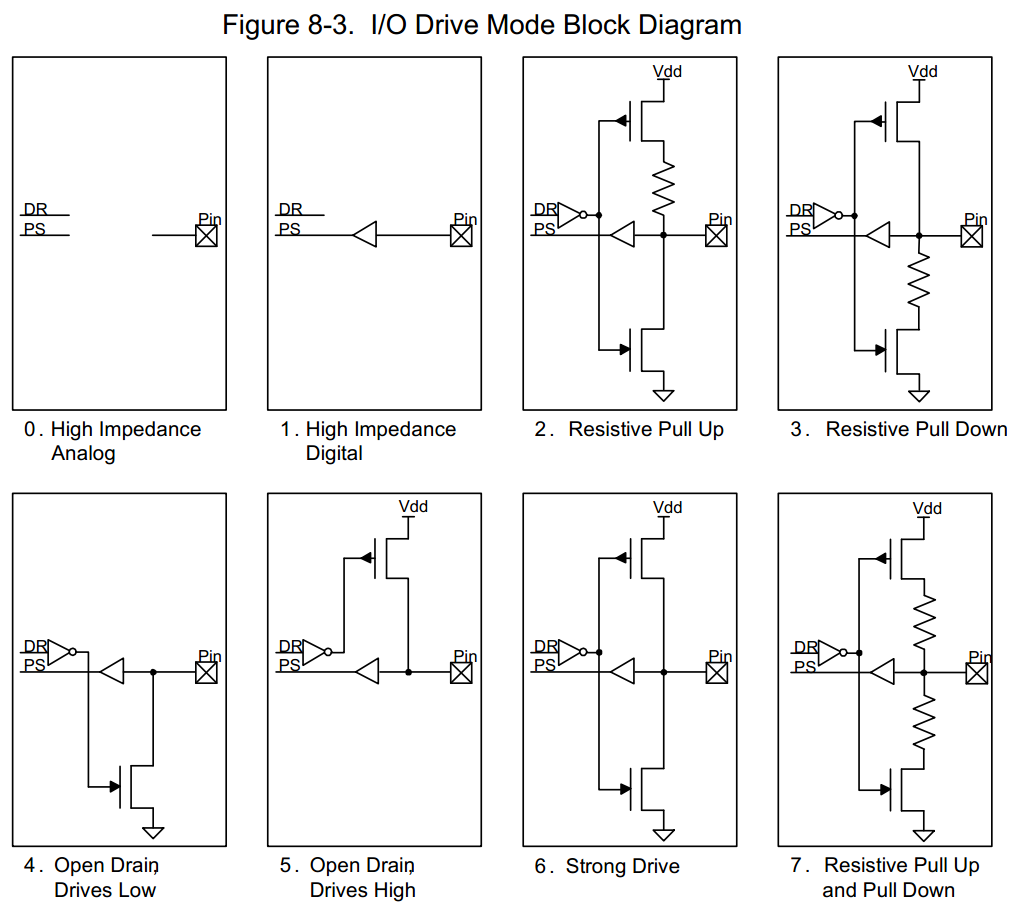 Figure 8-3. I/O Drive Mode Block Diagram
DR
PS
Pin
0. High Impedance
Analog
DR
PS
Pin
1. High Impedance
Digital
Vdd
DR
PS
Pin
2. Resistive Pull Up
Vdd
DR
PS
Pin
3. Resistive Pull Down
DR
PS
Pin
4. Open Drain,
Drives Low
Vdd
DR
PS
Pin
5. Open Drain,
Drives High
Vdd
DR
PS
Pin
6. Strong Drive
Vdd
DR
PS
Pin
7. Resistive Pull Up
and Pull Down